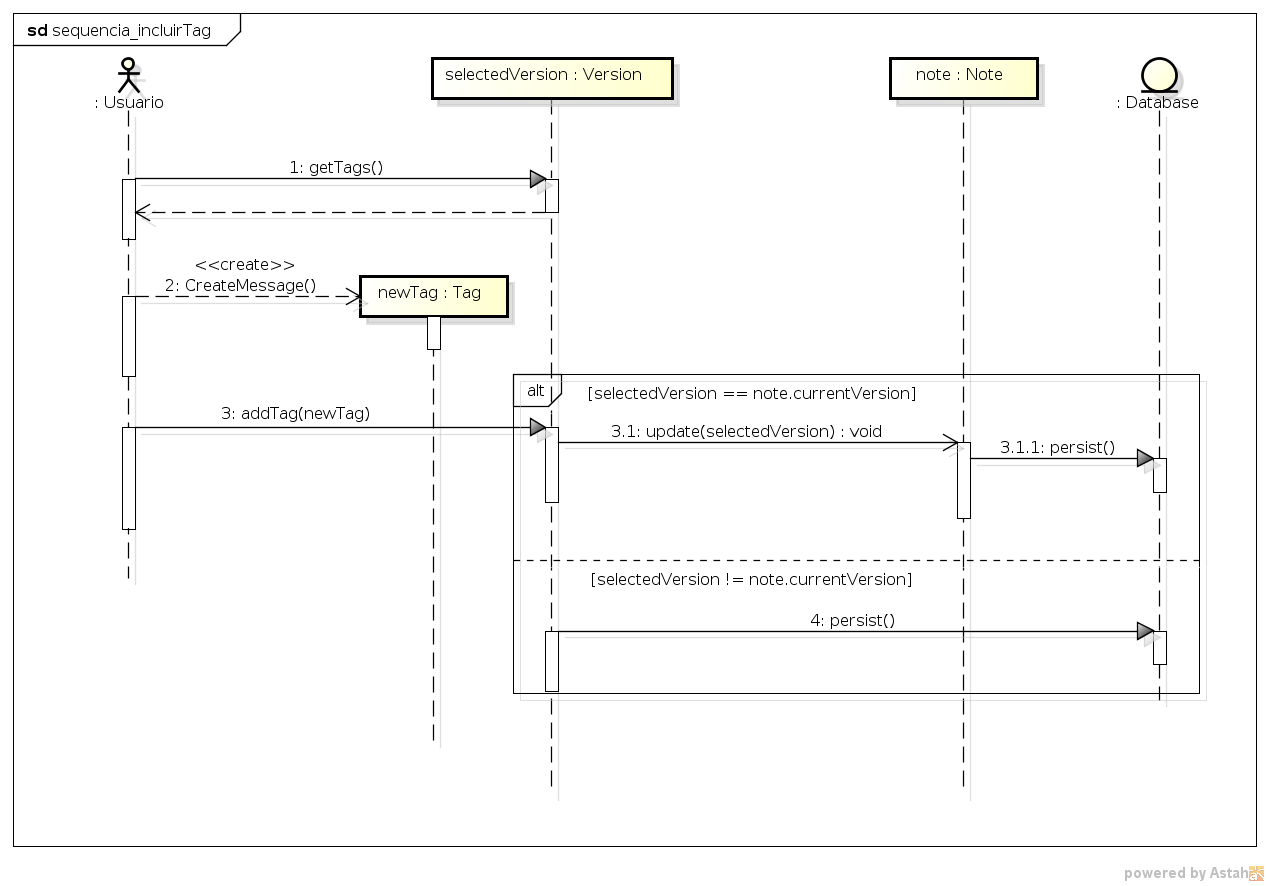 sd sequencia_incluirTag
: Usuario
selectedVersion : Version
note : Note
: Database
1: getTags()
<<create>>
2: CreateMessage()
newTag : Tag
alt
[selectedVersion == note.currentVersion]
3: addTag(newTag)
3.1: update(selectedVersion) : void
3.1.1: persist()
[selectedVersion != note.currentVersion]
4: persist()
powered by Astah